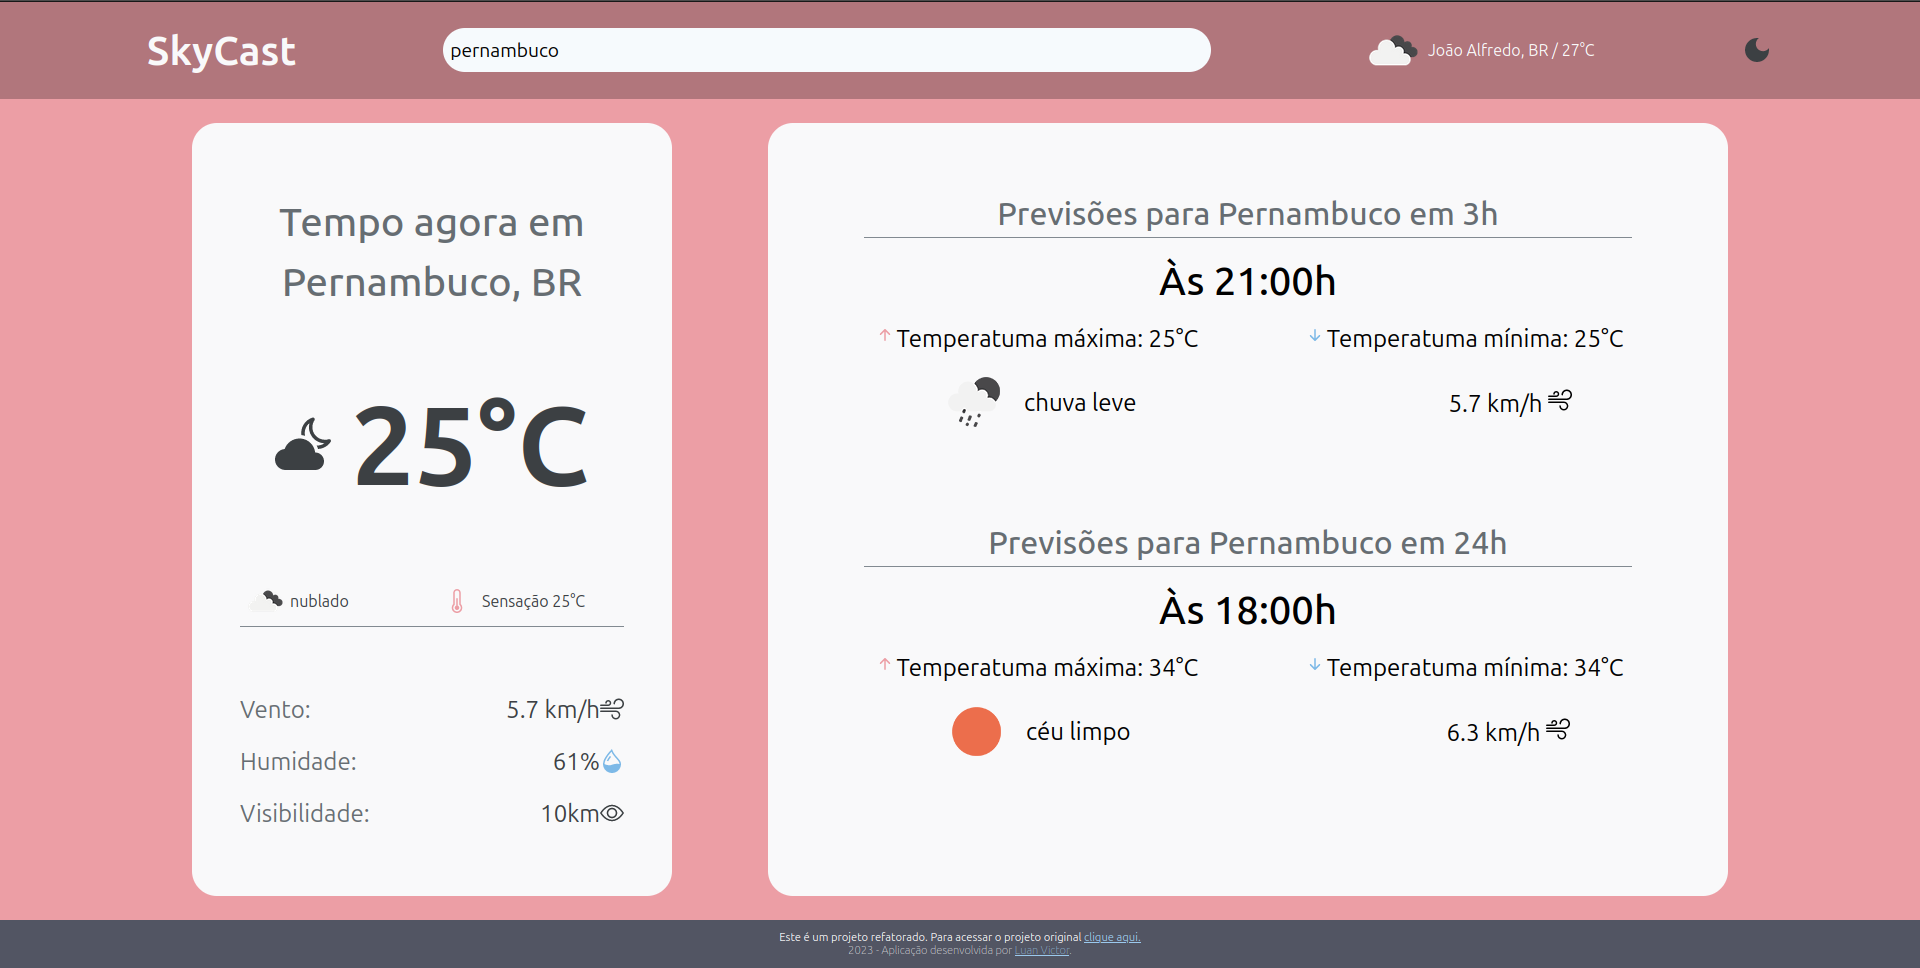 SkyCast
pernambuco
João Alfredo, BR / 27°C
Tempo agora em
Pernambuco, BR
25°C
nublado
Sensação 25°C
Vento:
5.7 km/h
Humidade:
61%
Visibilidade:
10km
Previsões para Pernambuco em 3h
Às 21:00h
Temperatuma máxima: 25°C
Temperatuma mínima: 25°C
chuva leve
5.7 km/h
Previsões para Pernambuco em 24h
Às 18:00h
Temperatuma máxima: 34°C
Temperatuma mínima: 34°C
céu limpo
6.3 km/h
Este é um projeto refatorado. Para acessar o projeto original clique aqui.
2023 - Aplicação desenvolvida por Luan Victor.